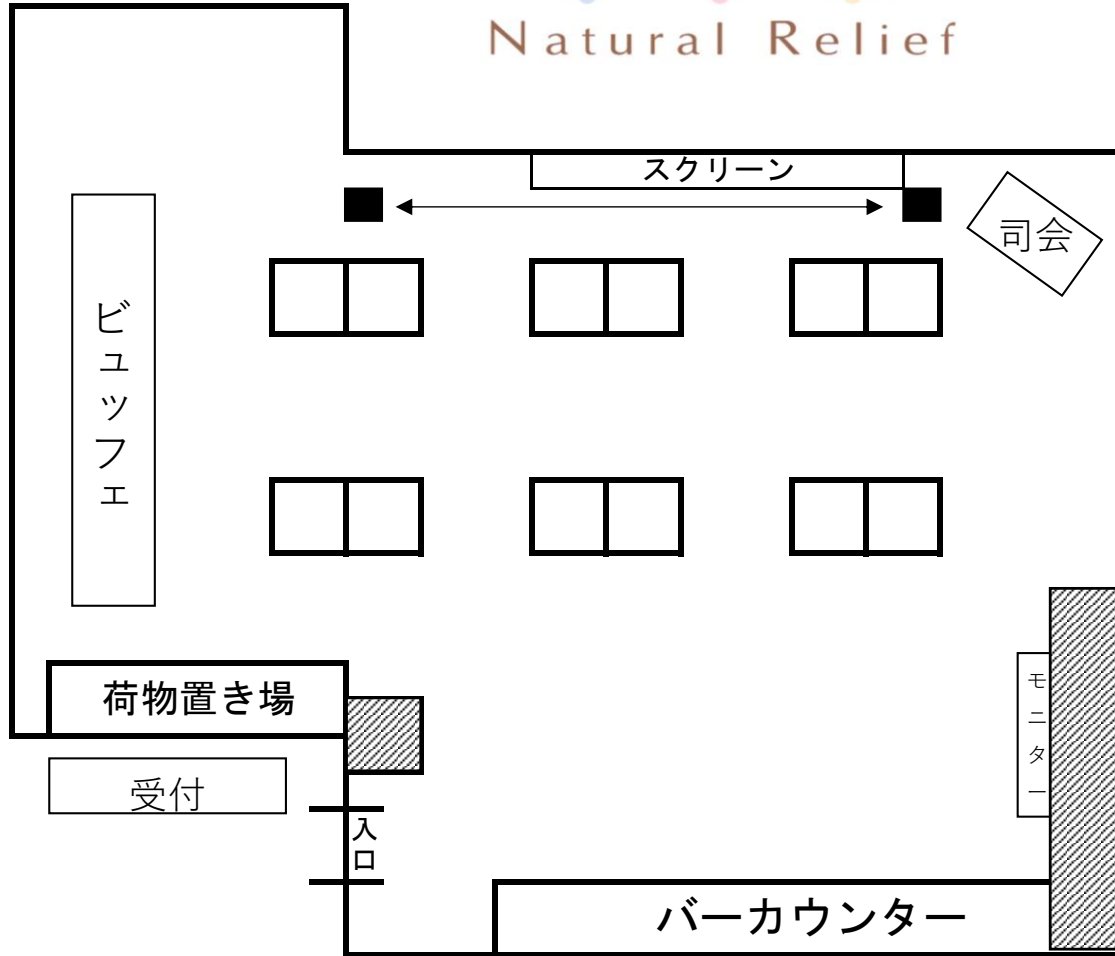 Natural Relief
スクリーン
司会
ビュッフェ
荷物置き場
モニター
受付
入口
バーカウンター